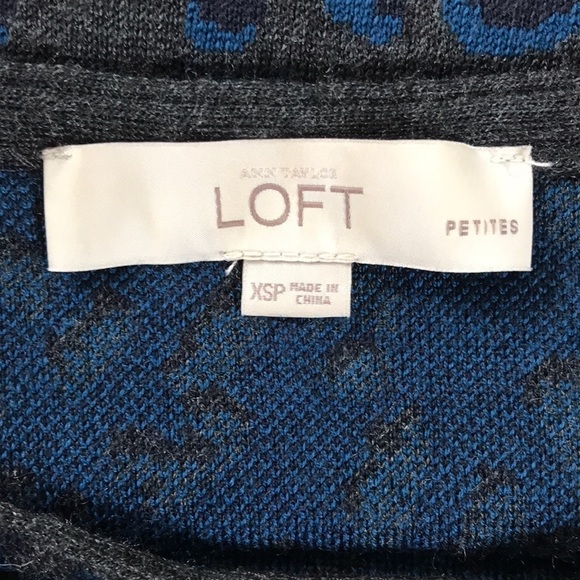 ANN TAYLOR
LOFT
PETITES
XSP MADE IN
CHINA